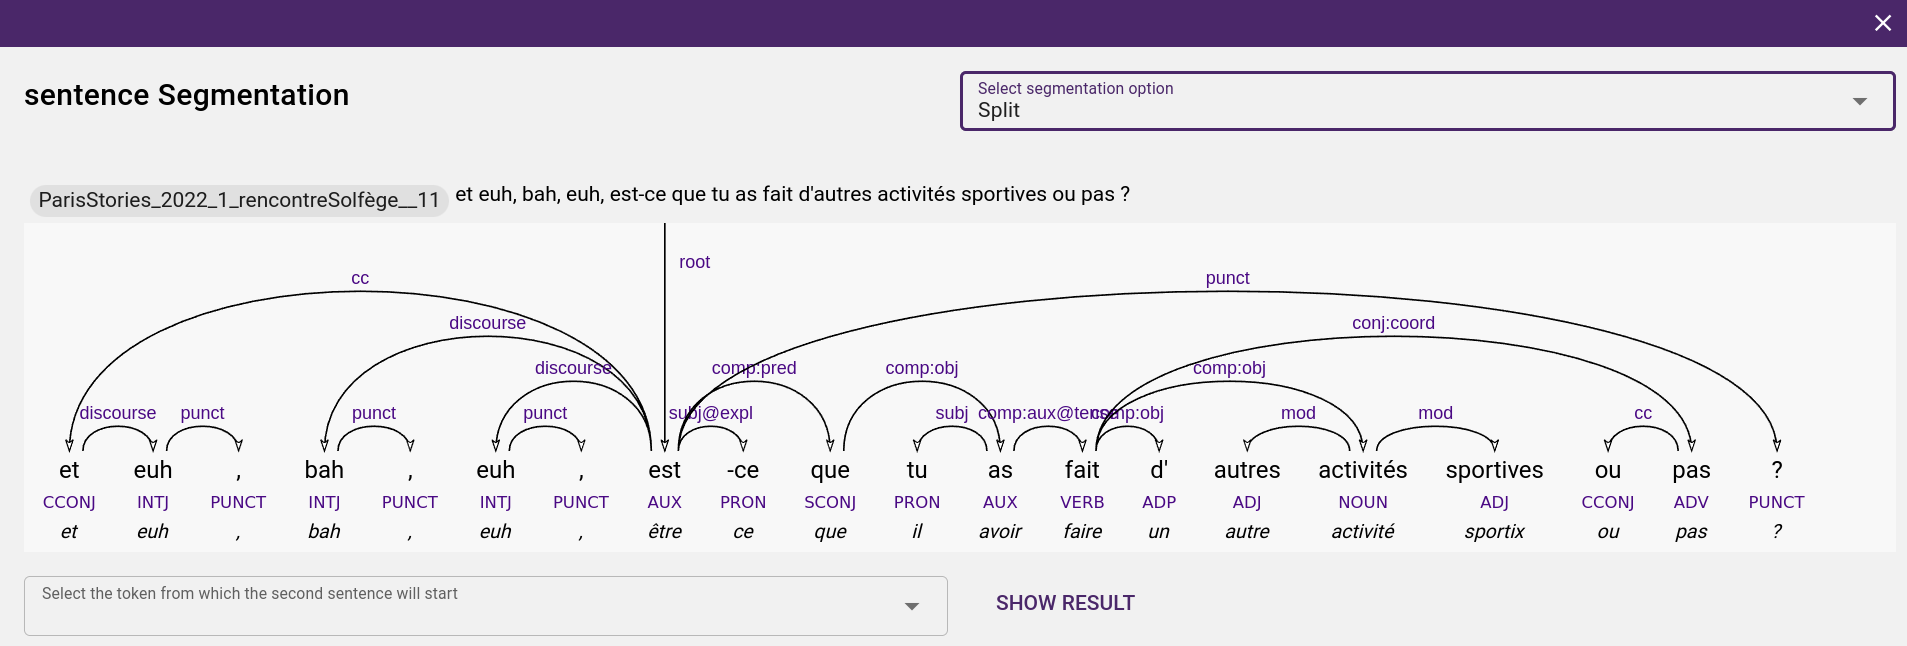 sentence Segmentation
Select segmentation option
Split
ParisStories_2022_1_rencontreSolfège__11 et euh, bah, euh, est-ce que tu as fait d'autres activités sportives ou pas ?
root
cc punct
discourse conj:coord
discourse comp:pred comp:obj comp:obj
discourse punct punct punct subj@expl subj comp:aux@tense comp:obj mod mod cc
et euh , bah , euh , est -ce que tu as fait d' autres activités sportives ou pas ?
CCONJ INTJ PUNCT INTJ PUNCT INTJ PUNCT AUX PRON SCONJ PRON AUX VERB ADP ADJ NOUN ADJ CCONJ ADV PUNCT
et euh , bah , euh , être ce que il avoir faire un autre activité sportix ou pas ?
Select the token from which the second sentence will start
SHOW RESULT